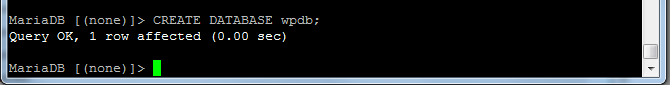 MariaDB [(none)]> CREATE DATABASE wpdb;
Query OK, 1 row affected (0.00 sec)
MariaDB [(none)]>